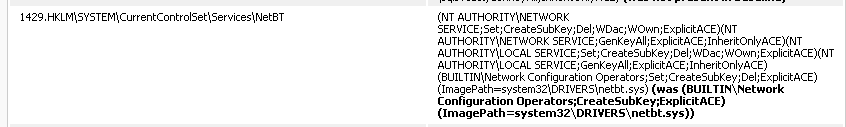 1429.HKLM\SYSTEM\CurrentControlSet\Services\NetBT
(NT AUTHORITY\NETWORK
SERVICE;Set;CreateSubKey;Del;WDac;WOwn;ExplicitACE)(NT
AUTHORITY\NETWORK SERVICE;GenKeyAll;ExplicitACE;InheritOnlyACE)(NT
AUTHORITY\LOCAL SERVICE;Set;CreateSubKey;Del;WDac;WOwn;ExplicitACE)(NT
AUTHORITY\LOCAL SERVICE;GenKeyAll;ExplicitACE;InheritOnlyACE)
(BUILTIN\Network Configuration Operators;Set;CreateSubKey;Del;ExplicitACE)
(ImagePath=system32\DRIVERS\netbt.sys) (was (BUILTIN\Network
Configuration Operators;CreateSubKey;ExplicitACE)
(ImagePath=system32\DRIVERS\netbt.sys))